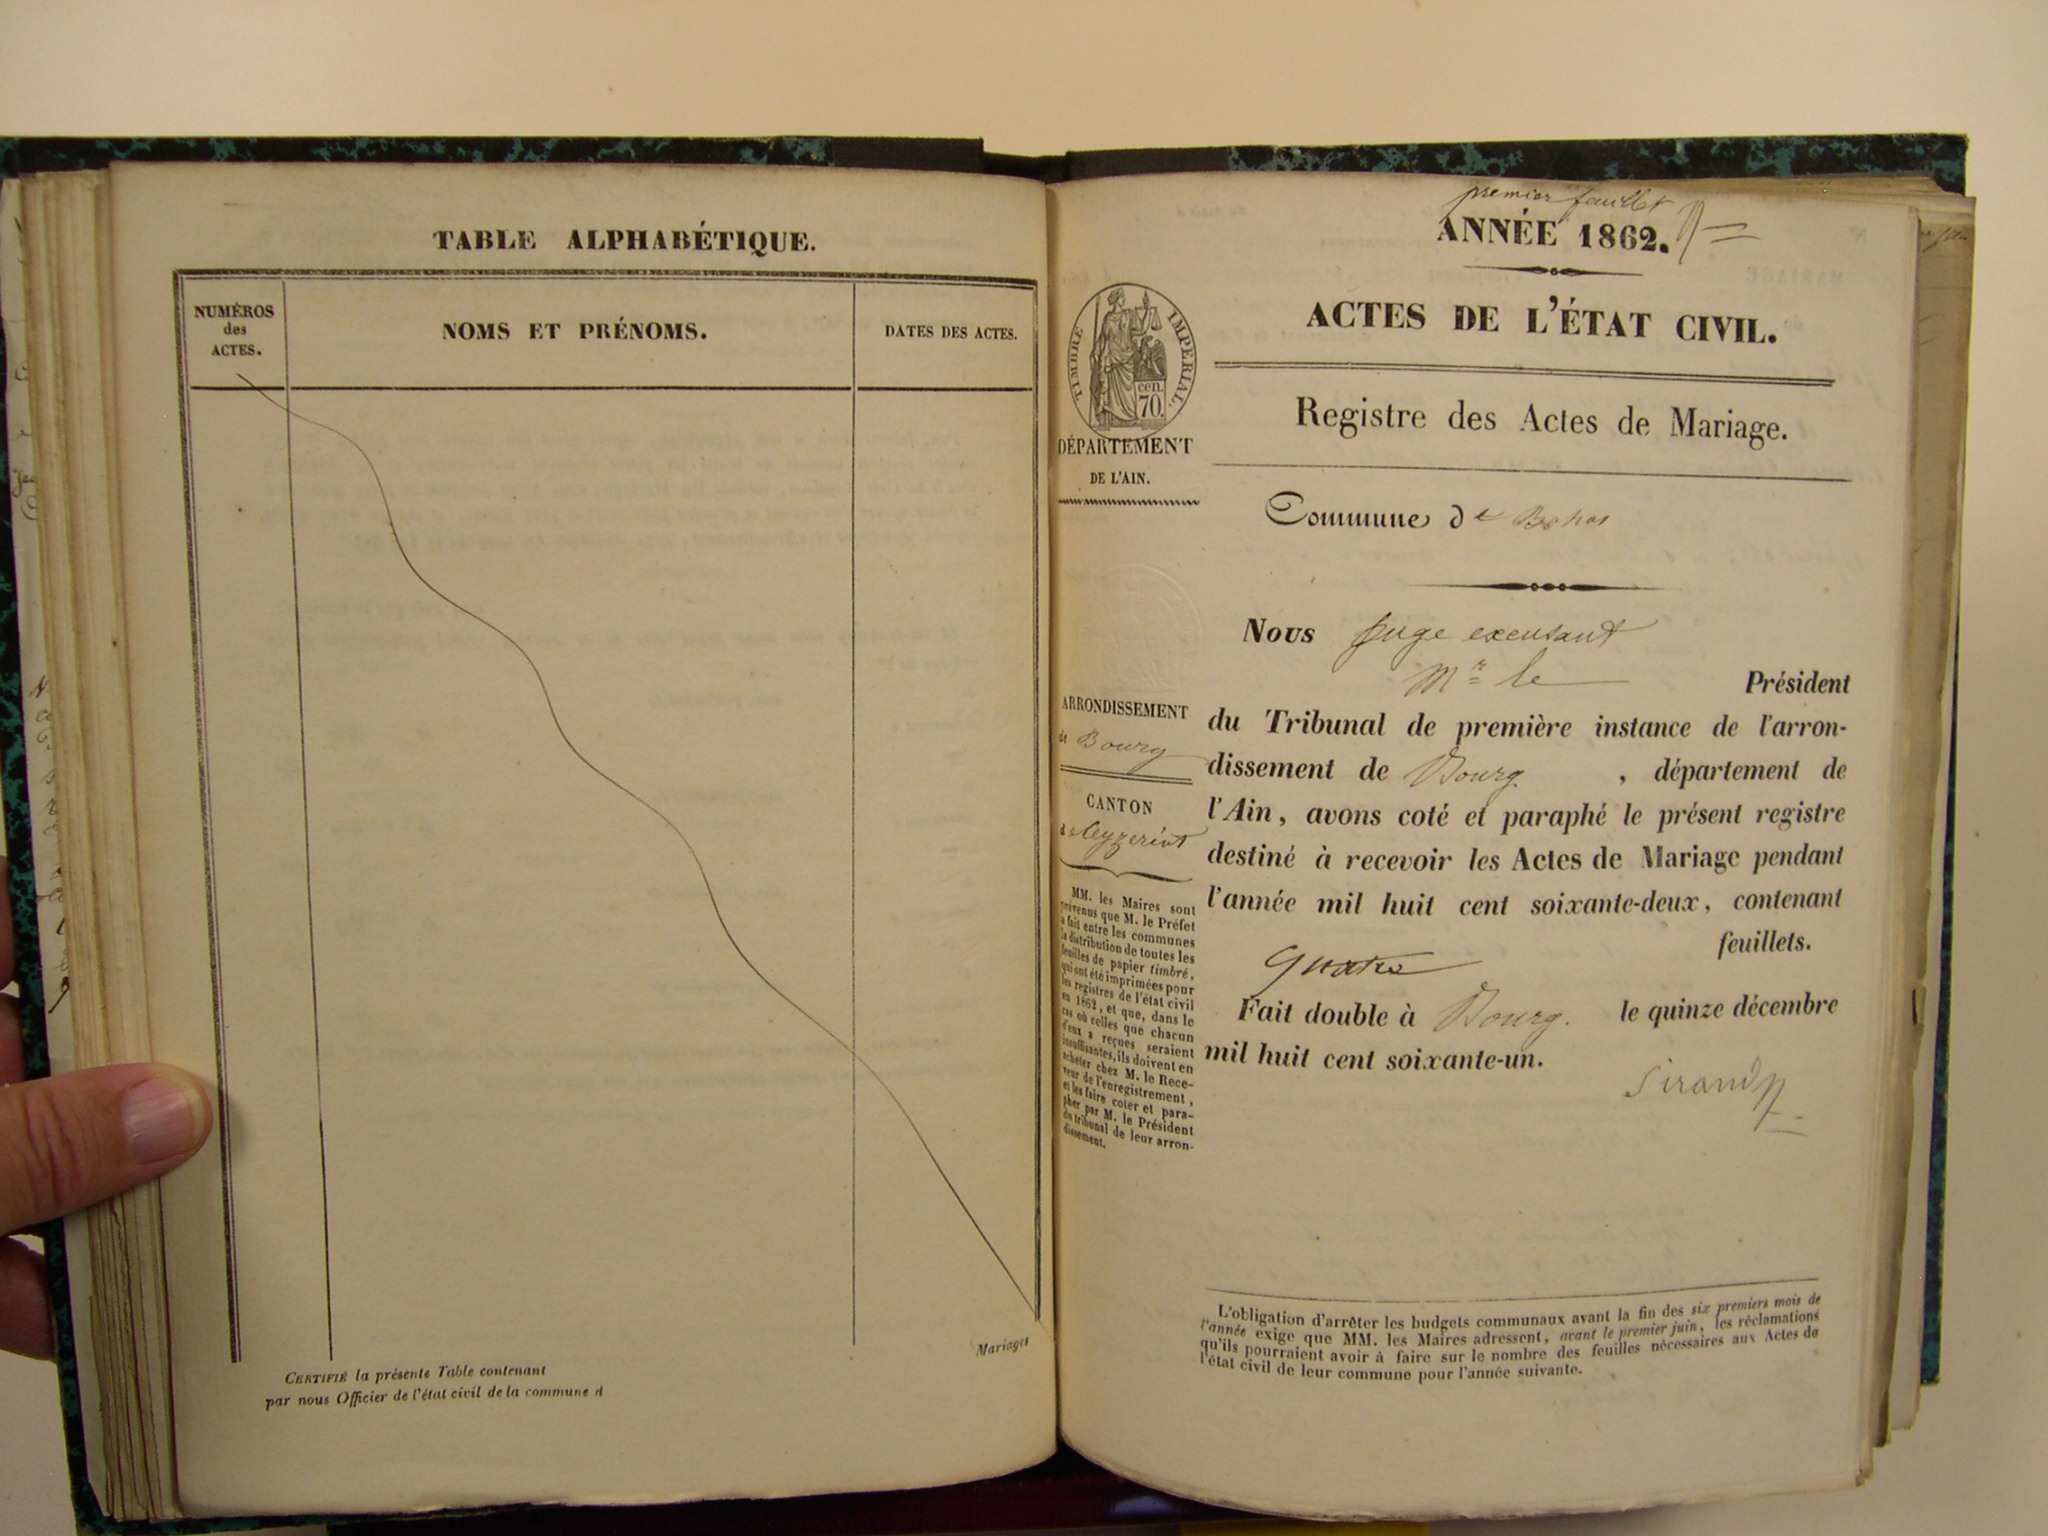 TABLE ALPHABÉTIQUE.
NUMÉROS
des
ACTES.
NOMS ET PRÉNOMS.
DATES DES ACTES.
Mariages
CERTIFIÉ la présente Table contenant
par nous Officier de l'état civil de la commune d
premier feuillet
ANNÉE 1862.
ACTES DE L'ÉTAT CIVIL.
TIMBRE IMPERIAL.
cen.
70.
DÉPARTEMENT
DE L'AIN.
Registre des Actes de Mariage.
Commune de Bohas
Nous Juge excusant
Mr le Président
du Tribunal de première instance de l'arron-
dissement de Bourg , département de
l'Ain, avons coté et paraphé le présent registre
destiné à recevoir les Actes de Mariage pendant
l'année mil huit cent soixante-deux, contenant
quatre feuillets.
Fait double à Bourg. le quinze décembre
mil huit cent soixante-un.
Sirand
ARRONDISSEMENT
de Bourg
CANTON
de Ceyzeriat
MM. les Maires sont
prévenus que M. le Préfet
a fait entre les communes
la distribution de toutes les
feuilles de papier timbré,
qui ont été imprimées pour
les registres de l'état civil
en 1862, et que, dans le
cas où celles que chacun
d'eux a reçues seraient
insuffisantes, ils doivent en
acheter chez M. le Rece-
veur de l'enregistrement,
et les faire coter et para-
pher par M. le Président
du tribunal de leur arron-
dissement.
L'obligation d'arrêter les budgets communaux avant la fin des six premiers mois de
l'année exige que MM. les Maires adressent, avant le premier juin, les réclamations
qu'ils pourraient avoir à faire sur le nombre des feuilles nécessaires aux Actes de
l'état civil de leur commune pour l'année suivante.